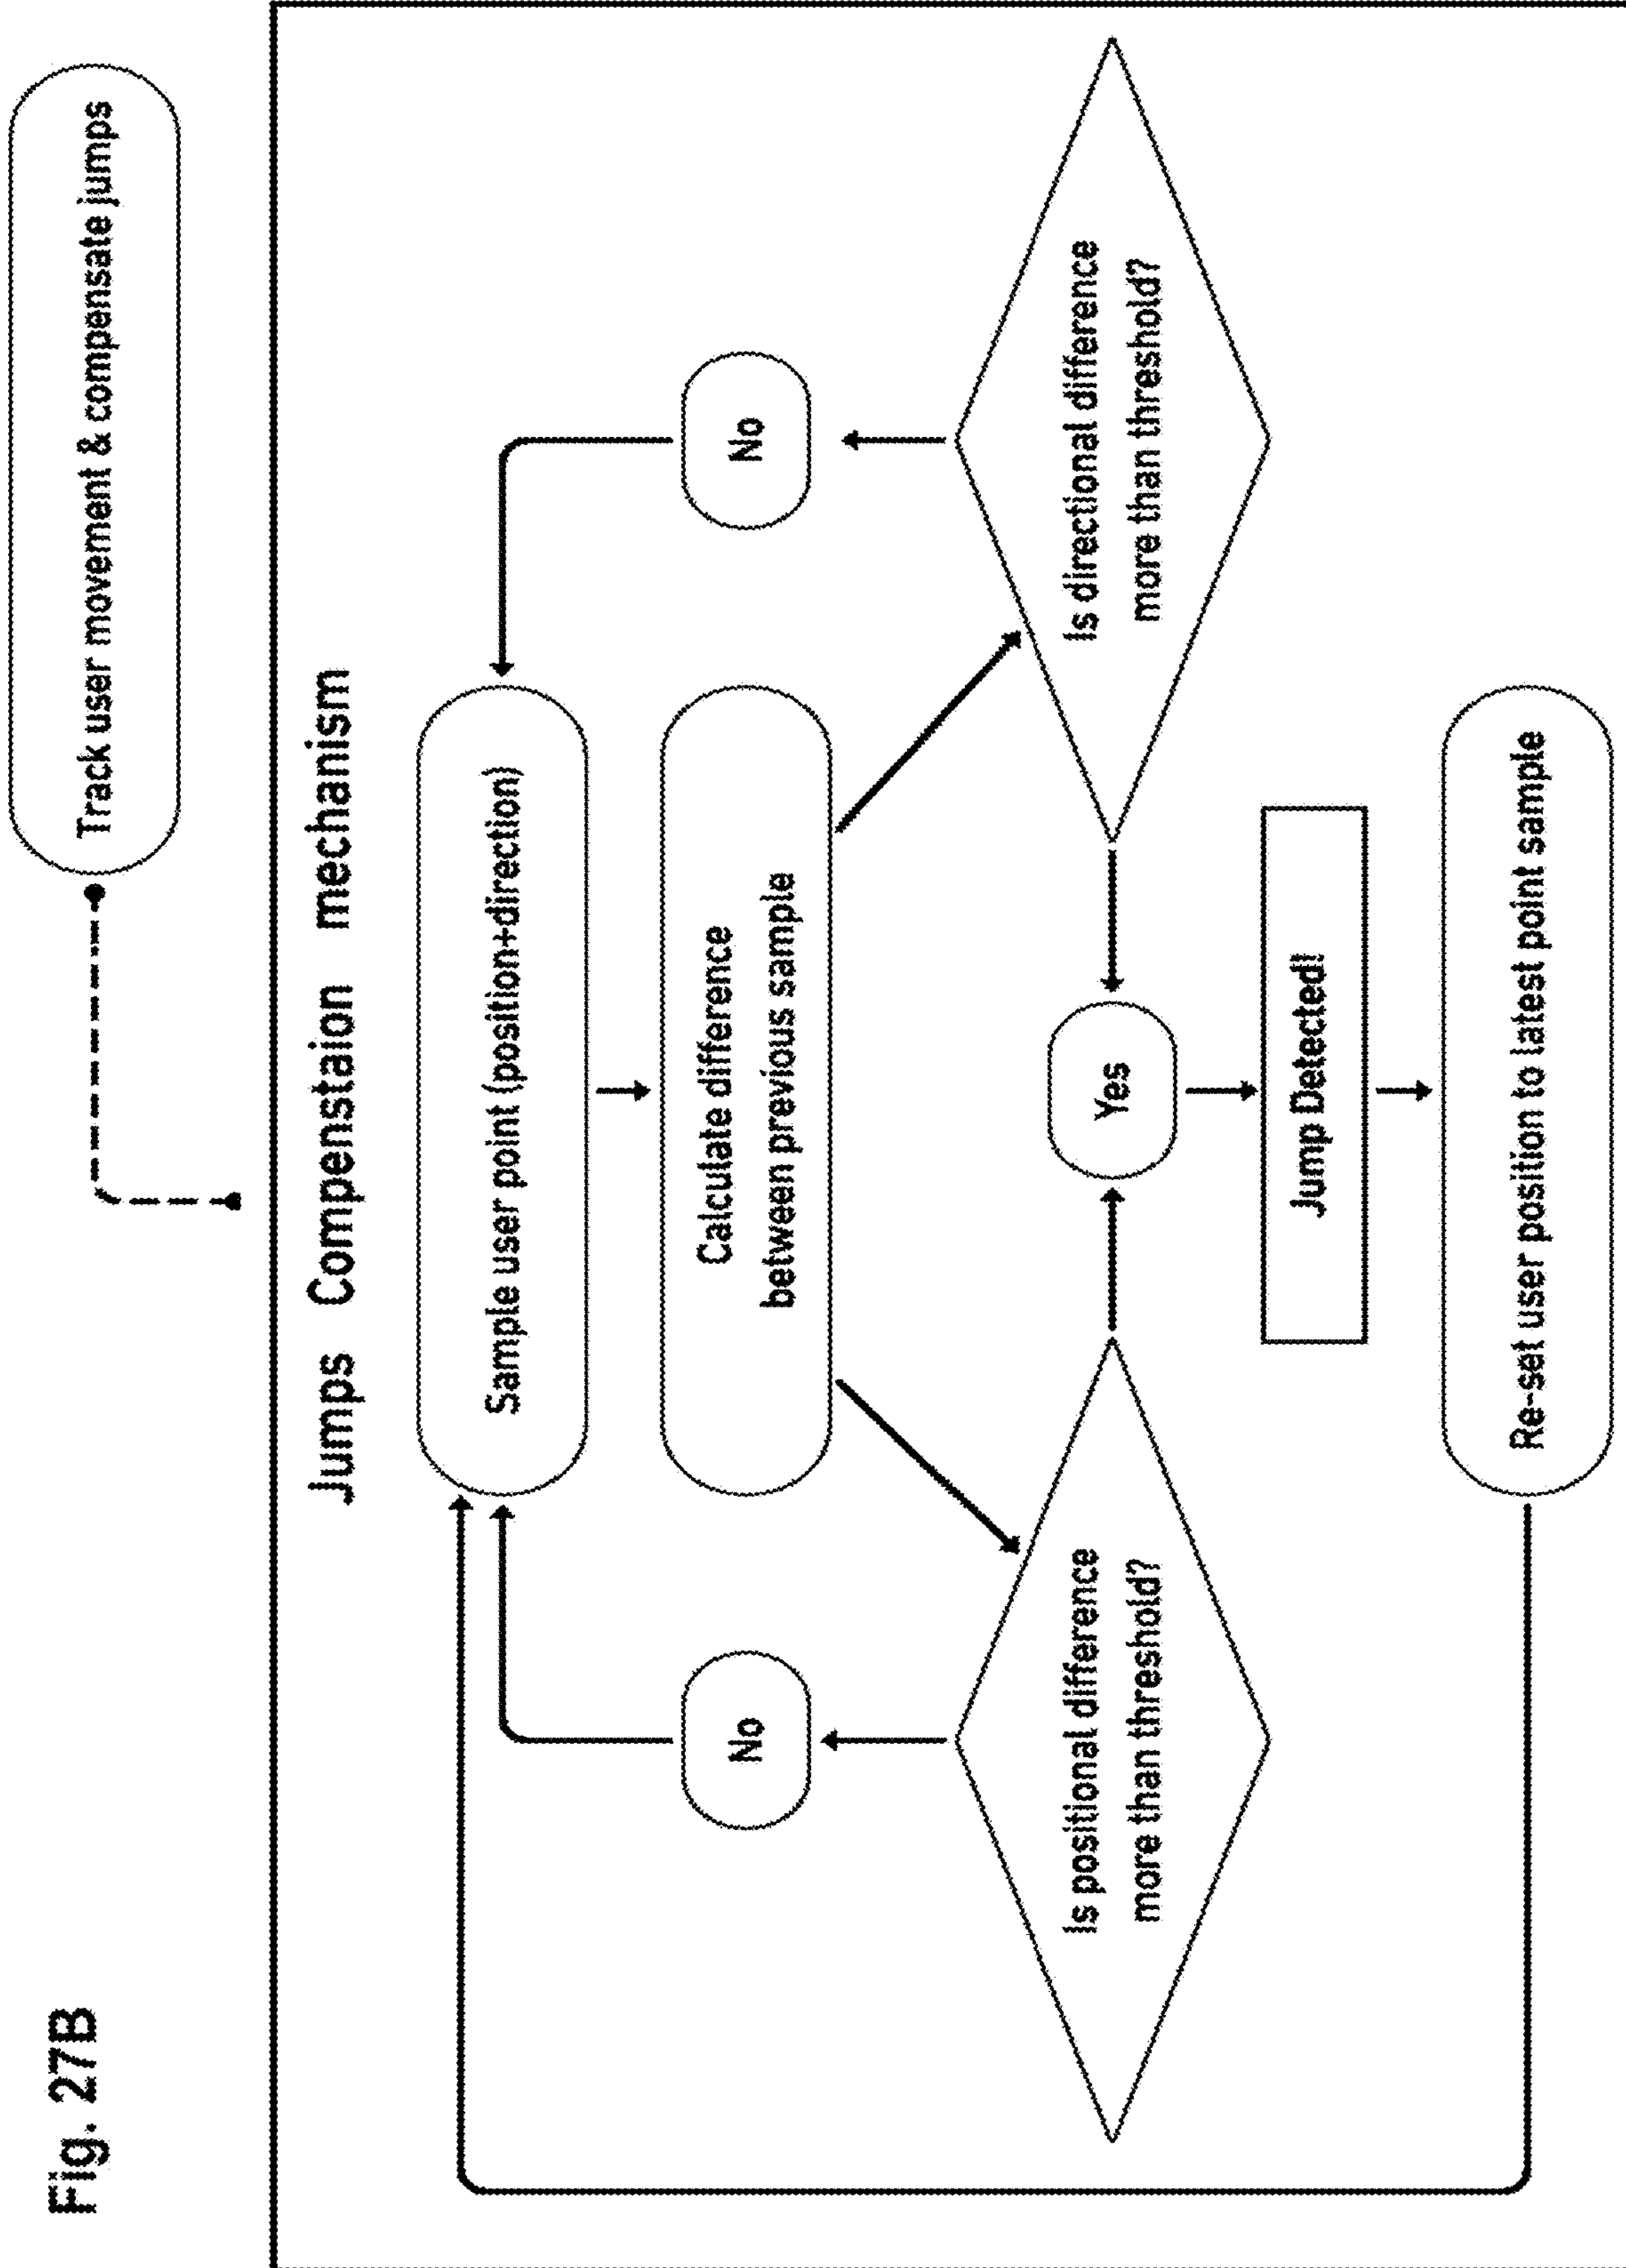 Fig. 27B
Track user movement & compensate jumps
Jumps Compenstaion mechanism
Sample user point (position+direction)
Calculate difference
between previous sample
No
No
Is positional difference
more than threshold?
Yes
Is directional difference
more than threshold?
Jump Detected!
Re-set user position to latest point sample